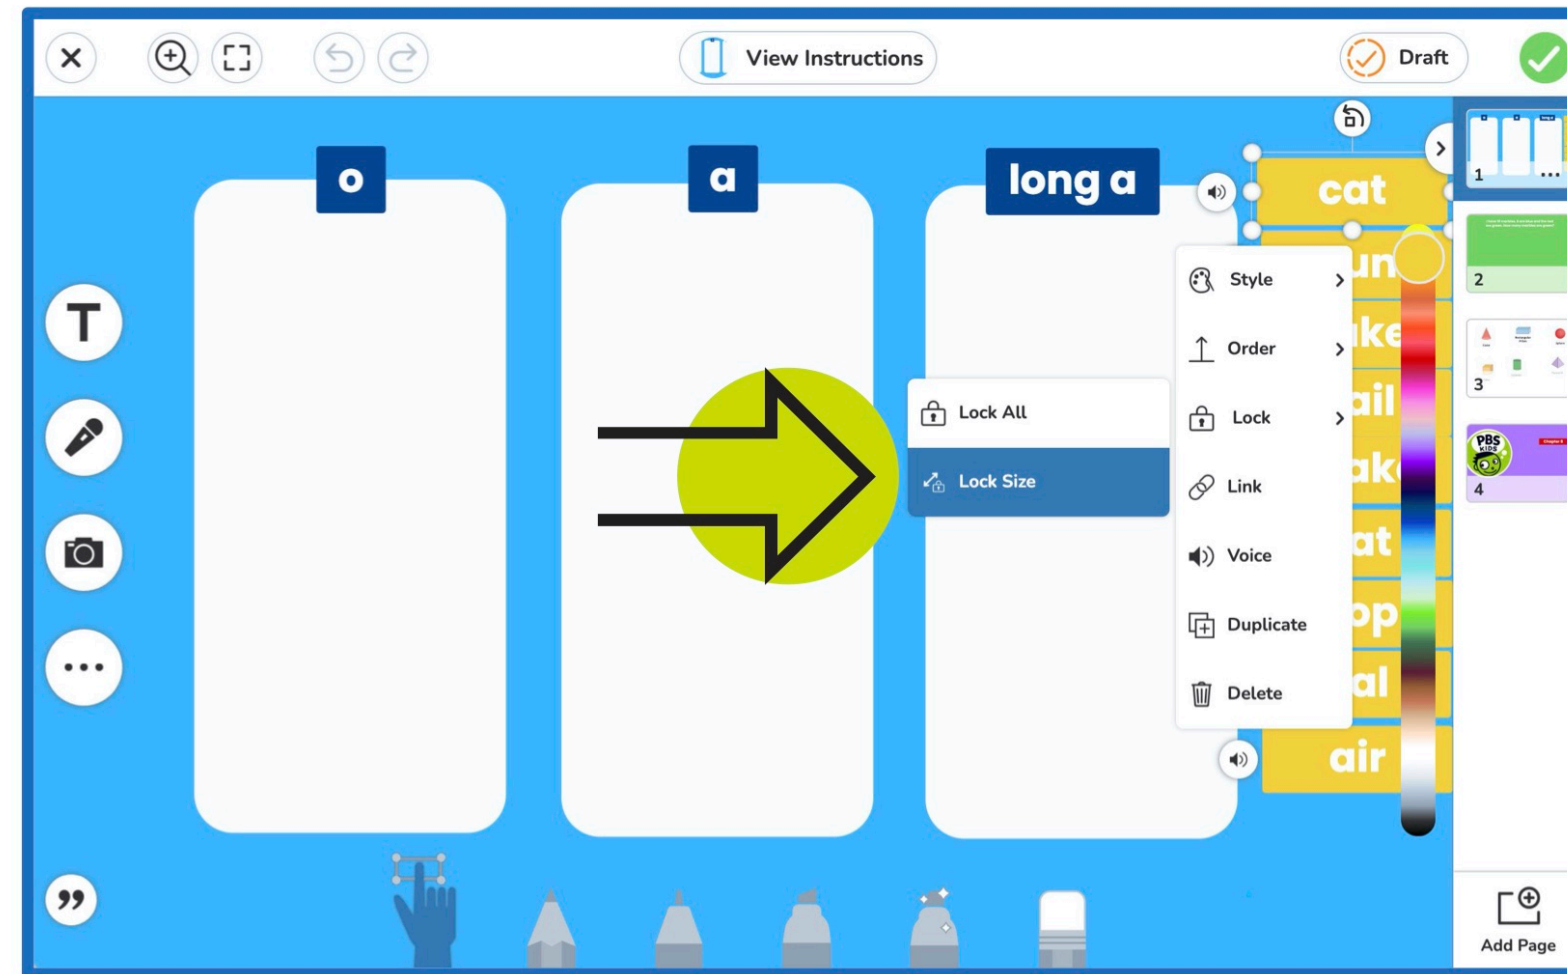 View Instructions
Draft
o
a
long a
cat
Style
Order
Lock All
Lock
Lock Size
Link
Voice
Duplicate
Delete
air
T
1
2
3
PBS
KIDS
4
Add Page